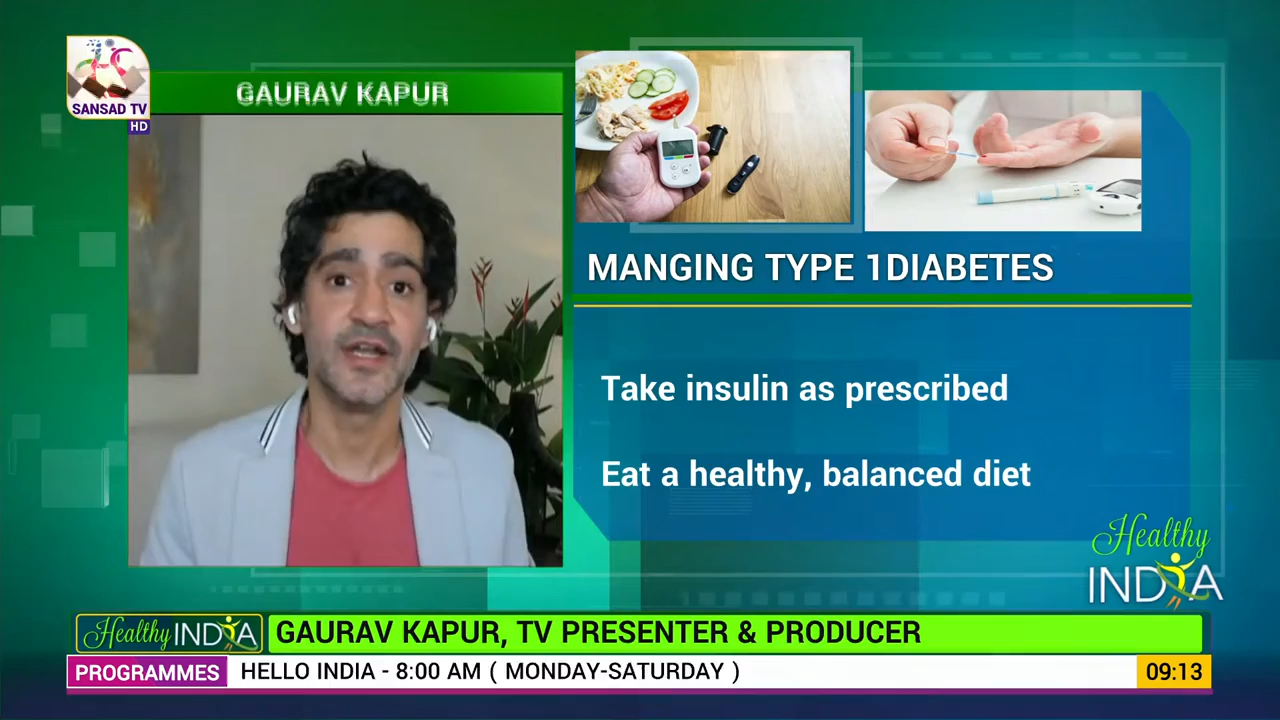 SANSAD TV
HD
GAURAV KAPUR
MANGING TYPE 1DIABETES
Take insulin as prescribed
Eat a healthy, balanced diet
Healthy
INDIA
Healthy INDIA
GAURAV KAPUR, TV PRESENTER & PRODUCER
PROGRAMMES
HELLO INDIA - 8:00 AM ( MONDAY-SATURDAY )
09:13